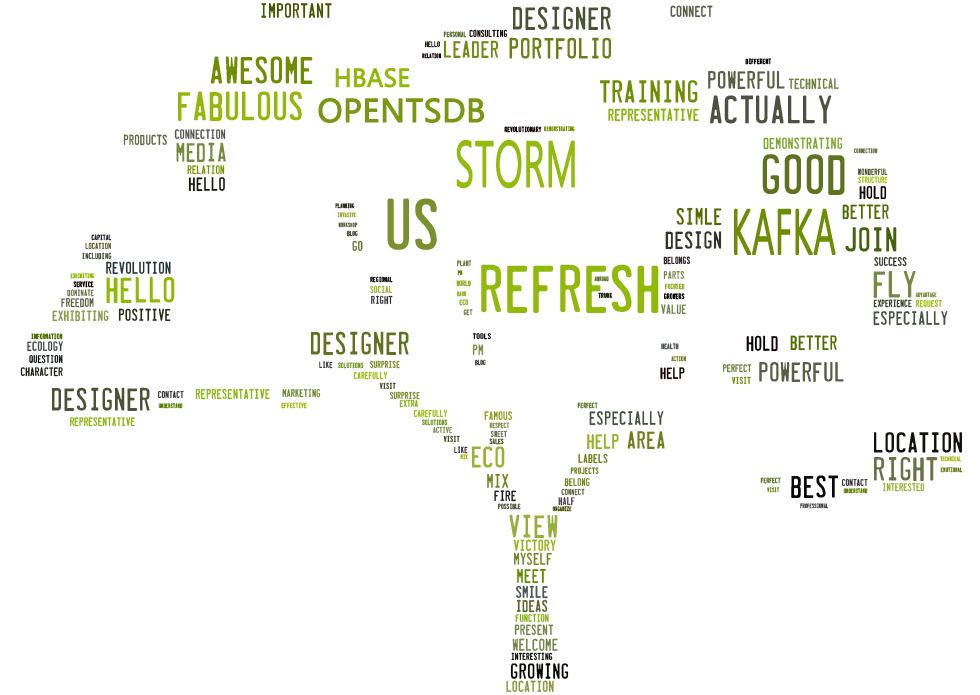 IMPORTANT
DESIGNER
CONNECT
PERSONAL CONSULTING
HELLO
RELATION
LEADER PORTFOLIO
AWESOME
HBASE
FABULOUS
OPENTSDB
DIFFERENT
TRAINING
POWERFUL TECHNICAL
REPRESENTATIVE
ACTUALLY
PRODUCTS
CONNECTION
MEDIA
RELATION
HELLO
REVOLUTIONARY DEMONSTRATING
STORM
DEMONSTRATING
CONNECTION
GOOD
WONDERFUL
STRUCTURE
HOLD
PLANNING
INVASIVE
WORKSHOP
BLOG
GO
US
SIMLE
DESIGN
KAFKA
BETTER
JOIN
CAPITAL
LOCATION
INCLUDING
REVOLUTION
EXHIBITING
SERVICE
DOMINATE
FREEDOM
HELLO
EXHIBITING POSITIVE
REGIONAL
SOCIAL
RIGHT
PLANT
PM
WORLD
ECO
GET
REFRESH
ABROAD
TRUNK
BELONGS
PARTS
FOCUSED
GROWERS
VALUE
SUCCESS
FLY
ADVANTAGE
EXPERIENCE REQUEST
ESPECIALLY
INFORMATION
ECOLOGY
QUESTION
CHARACTER
DESIGNER
LIKE SOLUTIONS SURPRISE
CAREFULLY
VISIT
SURPRISE
EXTRA
CAREFULLY
SOLUTIONS
ACTIVE
VISIT
LIKE
MIX
TOOLS
PM
BLOG
HEALTH
ACTION
HELP
HOLD BETTER
PERFECT
VISIT
POWERFUL
DESIGNER
CONTACT
UNDERSTAND
REPRESENTATIVE
REPRESENTATIVE
MARKETING
EFFECTIVE
FAMOUS
RESPECT
SWEET
SALES
ECO
MIX
FIRE
POSSIBLE
PERFECT
ESPECIALLY
HELP AREA
LABELS
PROJECTS
BELONG
CONNECT
HALF
ORGANIZE
LOCATION
RIGHT
TECHNICAL
EMOTIONAL
INTERESTED
PERFECT
VISIT
BEST
CONTACT
UNDERSTAND
PROFESSIONAL
VIEW
VICTORY
MYSELF
MEET
SMILE
IDEAS
FUNCTION
PRESENT
WELCOME
INTERESTING
GROWING
LOCATION